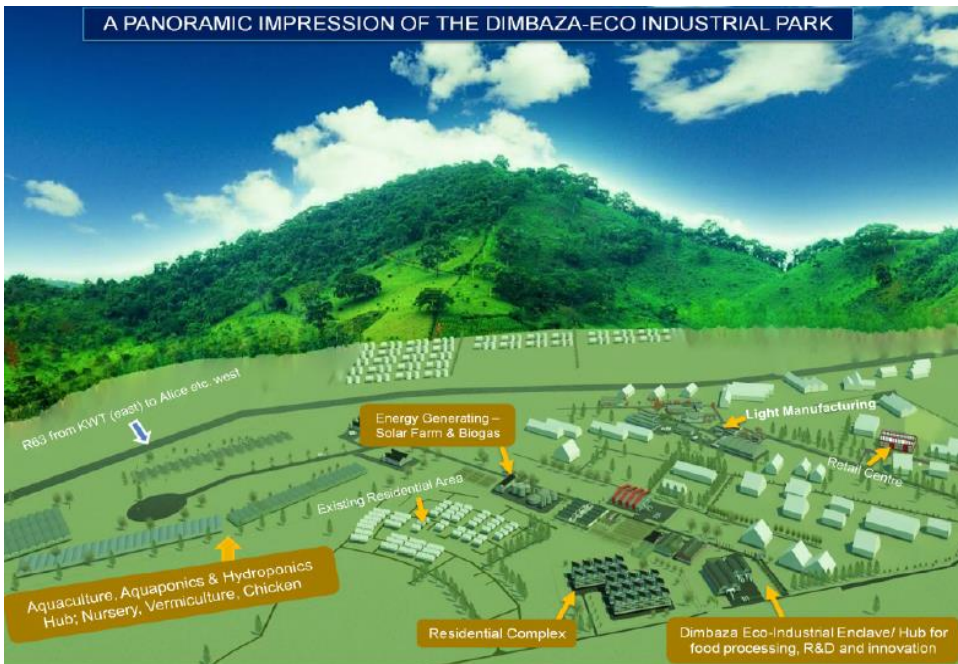 A PANORAMIC IMPRESSION OF THE DIMBAZA-ECO INDUSTRIAL PARK
R63 from KWT (east) to Alice etc. west
Energy Generating –
Solar Farm & Biogas
Light Manufacturing
Retail Centre
Existing Residential Area
Aquaculture, Aquaponics & Hydroponics
Hub; Nursery, Vermiculture, Chicken
Residential Complex
Dimbaza Eco-Industrial Enclave/ Hub for
food processing, R&D and innovation